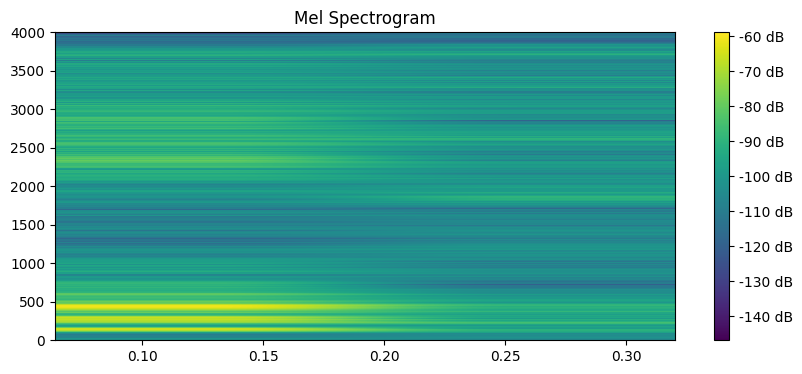 Mel Spectrogram
4000
3500
3000
2500
2000
1500
1000
500
0
0.10 0.15 0.20 0.25 0.30
-60 dB
-70 dB
-80 dB
-90 dB
-100 dB
-110 dB
-120 dB
-130 dB
-140 dB